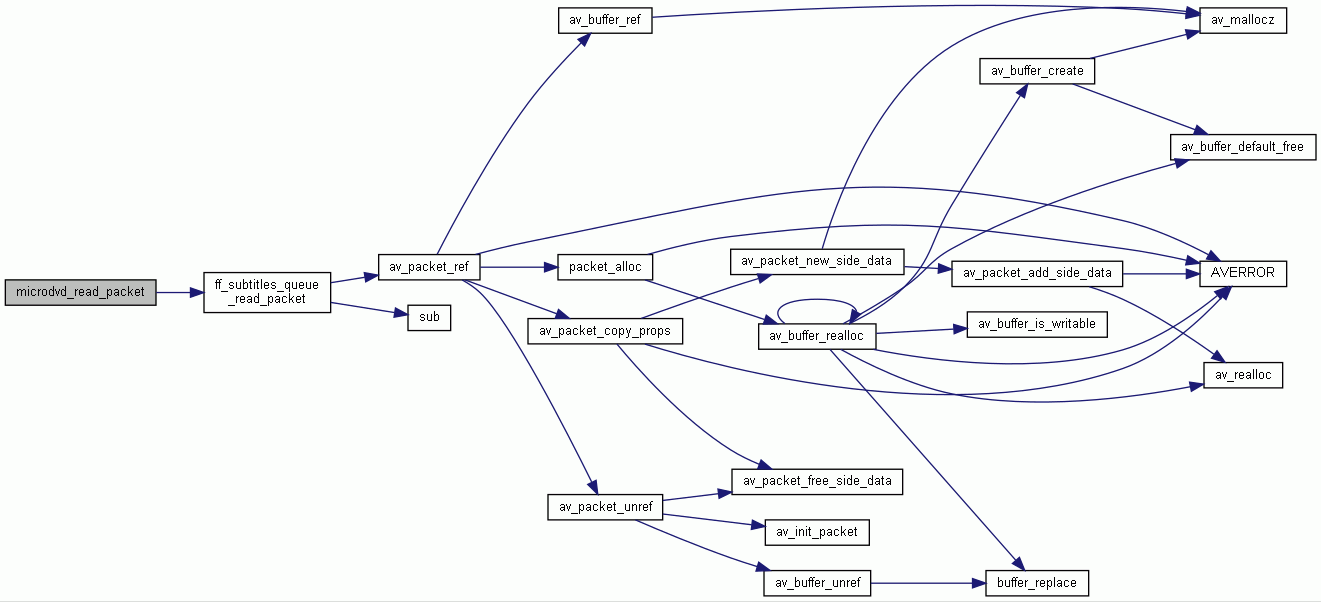 av_buffer_ref
av_mallocz
av_buffer_create
av_buffer_default_free
av_packet_ref
packet_alloc
av_packet_new_side_data
av_packet_add_side_data
AVERROR
microdvd_read_packet
ff_subtitles_queue
_read_packet
sub
av_packet_copy_props
av_buffer_realloc
av_buffer_is_writable
av_realloc
av_packet_free_side_data
av_packet_unref
av_init_packet
av_buffer_unref
buffer_replace